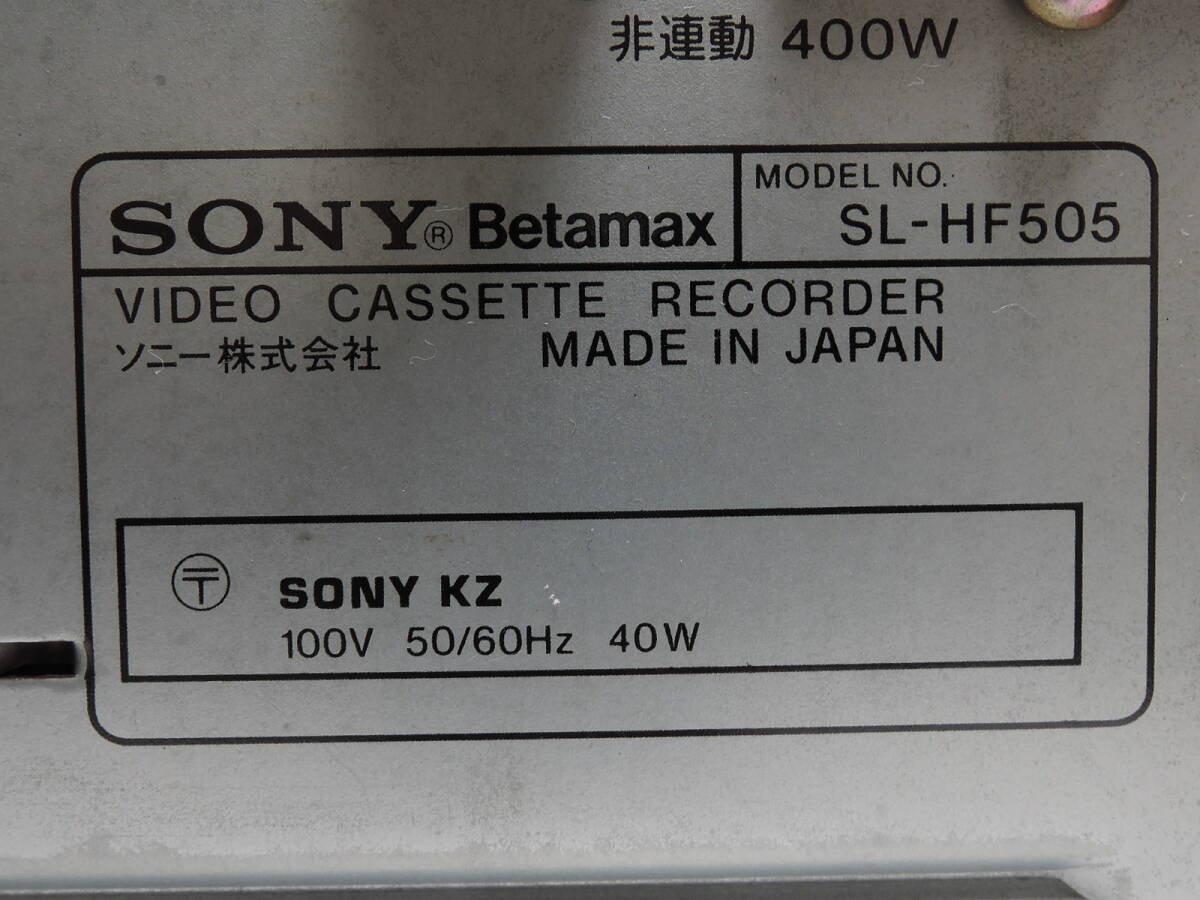 非連動 400W
SONY® Betamax
MODEL NO.
SL-HF505
VIDEO CASSETTE RECORDER
ソニー株式会社 MADE IN JAPAN
〒 SONY KZ
100V 50/60Hz 40W